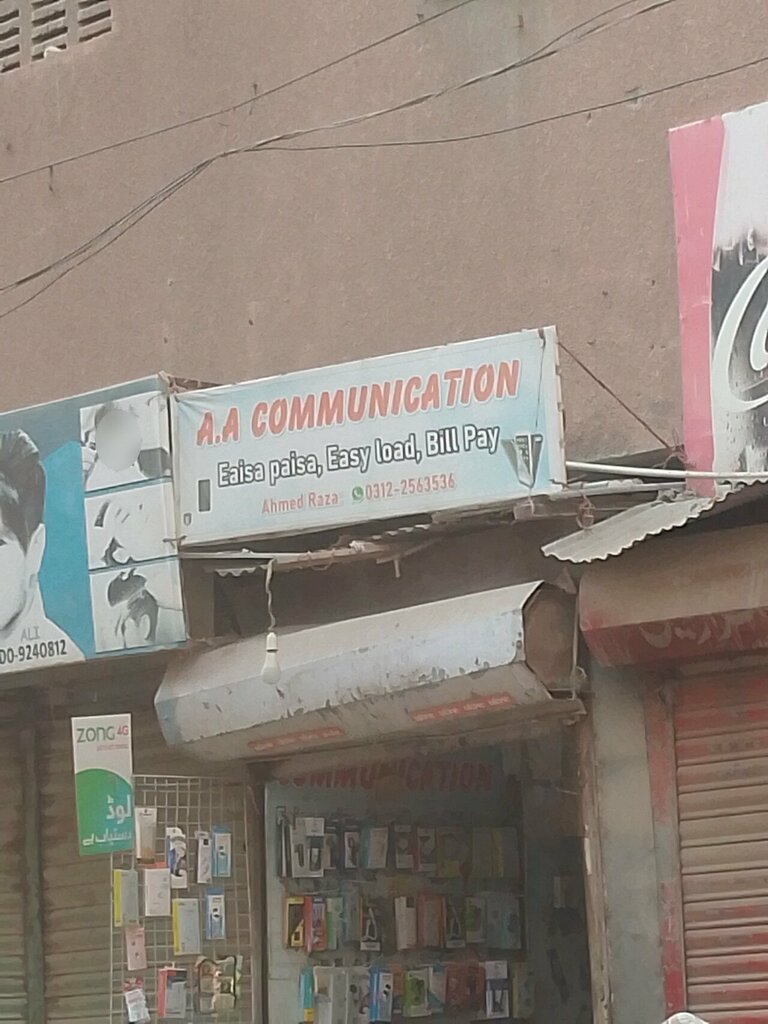 A.A COMMUNICATION
Eaisa paisa, Easy load, Bill Pay
Ahmed Raza 0312-2563536
ALI
00-9240812
ZONG 4G
لوڈ
دستیاب ہے
COMMUNICATION